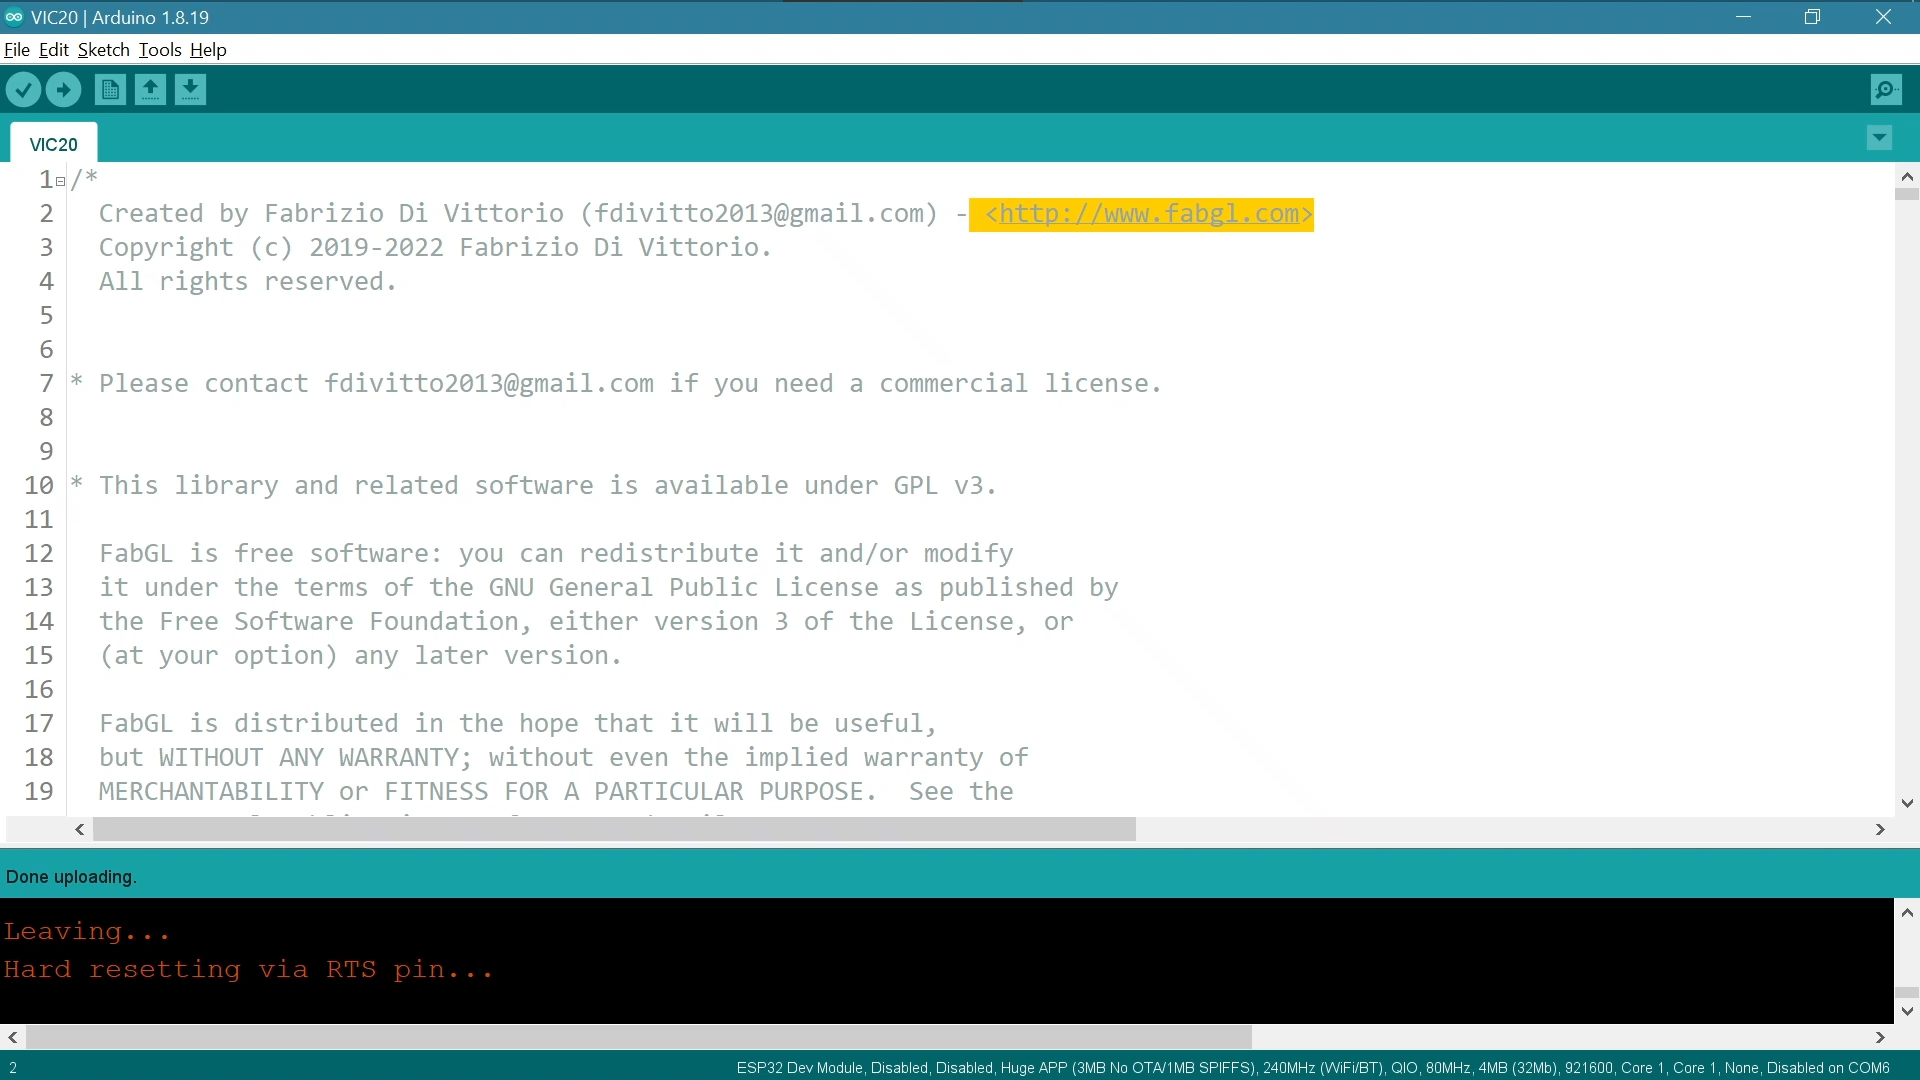 VIC20 | Arduino 1.8.19
File Edit Sketch Tools Help
VIC20
1 /*
2 Created by Fabrizio Di Vittorio (fdivitto2013@gmail.com) - <http://www.fabgl.com>
3 Copyright (c) 2019-2022 Fabrizio Di Vittorio.
4 All rights reserved.
5
6
7 * Please contact fdivitto2013@gmail.com if you need a commercial license.
8
9
10 * This library and related software is available under GPL v3.
11
12 FabGL is free software: you can redistribute it and/or modify
13 it under the terms of the GNU General Public License as published by
14 the Free Software Foundation, either version 3 of the License, or
15 (at your option) any later version.
16
17 FabGL is distributed in the hope that it will be useful,
18 but WITHOUT ANY WARRANTY; without even the implied warranty of
19 MERCHANTABILITY or FITNESS FOR A PARTICULAR PURPOSE.  See the
Done uploading.
Leaving...
Hard resetting via RTS pin...
2 ESP32 Dev Module, Disabled, Disabled, Huge APP (3MB No OTA/1MB SPIFFS), 240MHz (WiFi/BT), QIO, 80MHz, 4MB (32Mb), 921600, Core 1, Core 1, None, Disabled on COM6